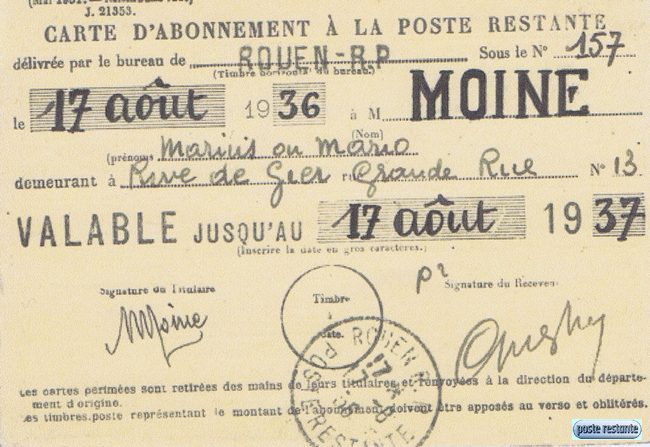 J. 21353.
CARTE D'ABONNEMENT À LA POSTE RESTANTE
délivrée par le bureau de ROUEN-R.P Sous le N° 157
(Timbre horizontal du bureau.)
le 17 août 1936 à M MOINE
(Nom)
(prénoms) Marius ou Mario
demeurant à Rive de Gier r Grande Rue N° 13
VALABLE JUSQU'AU 17 août 1937
(Inscrire la date en gros caractères.)
Signature du Titulaire
Timbre
à
date.
pr Signature du Receveur
MMoine
ROUEN R.P
POSTE RESTANTE
Les cartes périmées sont retirées des mains de leurs titulaires et renvoyées à la direction du départe-
ment d'origine.
Les timbres-poste représentant le montant de l'abonnement doivent être apposés au verso et oblitérés.
poste restante